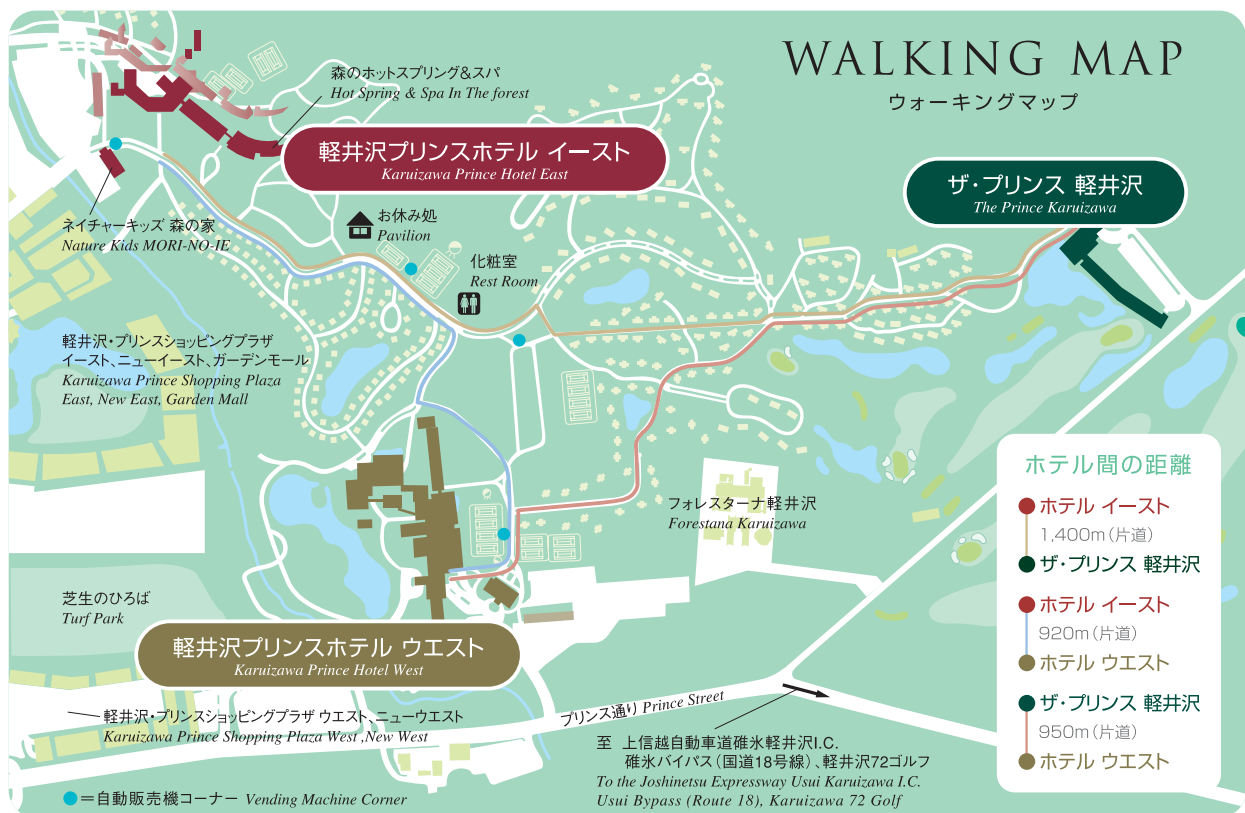 WALKING MAP
ウォーキングマップ
森のホットスプリング&スパ
Hot Spring & Spa In The forest
軽井沢プリンスホテル イースト
Karuizawa Prince Hotel East
ザ・プリンス 軽井沢
The Prince Karuizawa
ネイチャーキッズ 森の家
Nature Kids MORI-NO-IE
お休み処
Pavilion
化粧室
Rest Room
軽井沢・プリンスショッピングプラザ
イースト、ニューイースト、ガーデンモール
Karuizawa Prince Shopping Plaza
East, New East, Garden Mall
フォレスターナ軽井沢
Forestana Karuizawa
芝生のひろば
Turf Park
軽井沢プリンスホテル ウエスト
Karuizawa Prince Hotel West
軽井沢・プリンスショッピングプラザ ウエスト、ニューウエスト
Karuizawa Prince Shopping Plaza West ,New West
プリンス通り Prince Street
至 上信越自動車道碓氷軽井沢I.C.
碓氷バイパス(国道18号線)、軽井沢72ゴルフ
To the Joshinetsu Expressway Usui Karuizawa I.C.
Usui Bypass (Route 18), Karuizawa 72 Golf
=自動販売機コーナー Vending Machine Corner
ホテル間の距離
ホテル イースト
1,400m(片道)
ザ・プリンス 軽井沢
ホテル イースト
920m(片道)
ホテル ウエスト
ザ・プリンス 軽井沢
950m(片道)
ホテル ウエスト